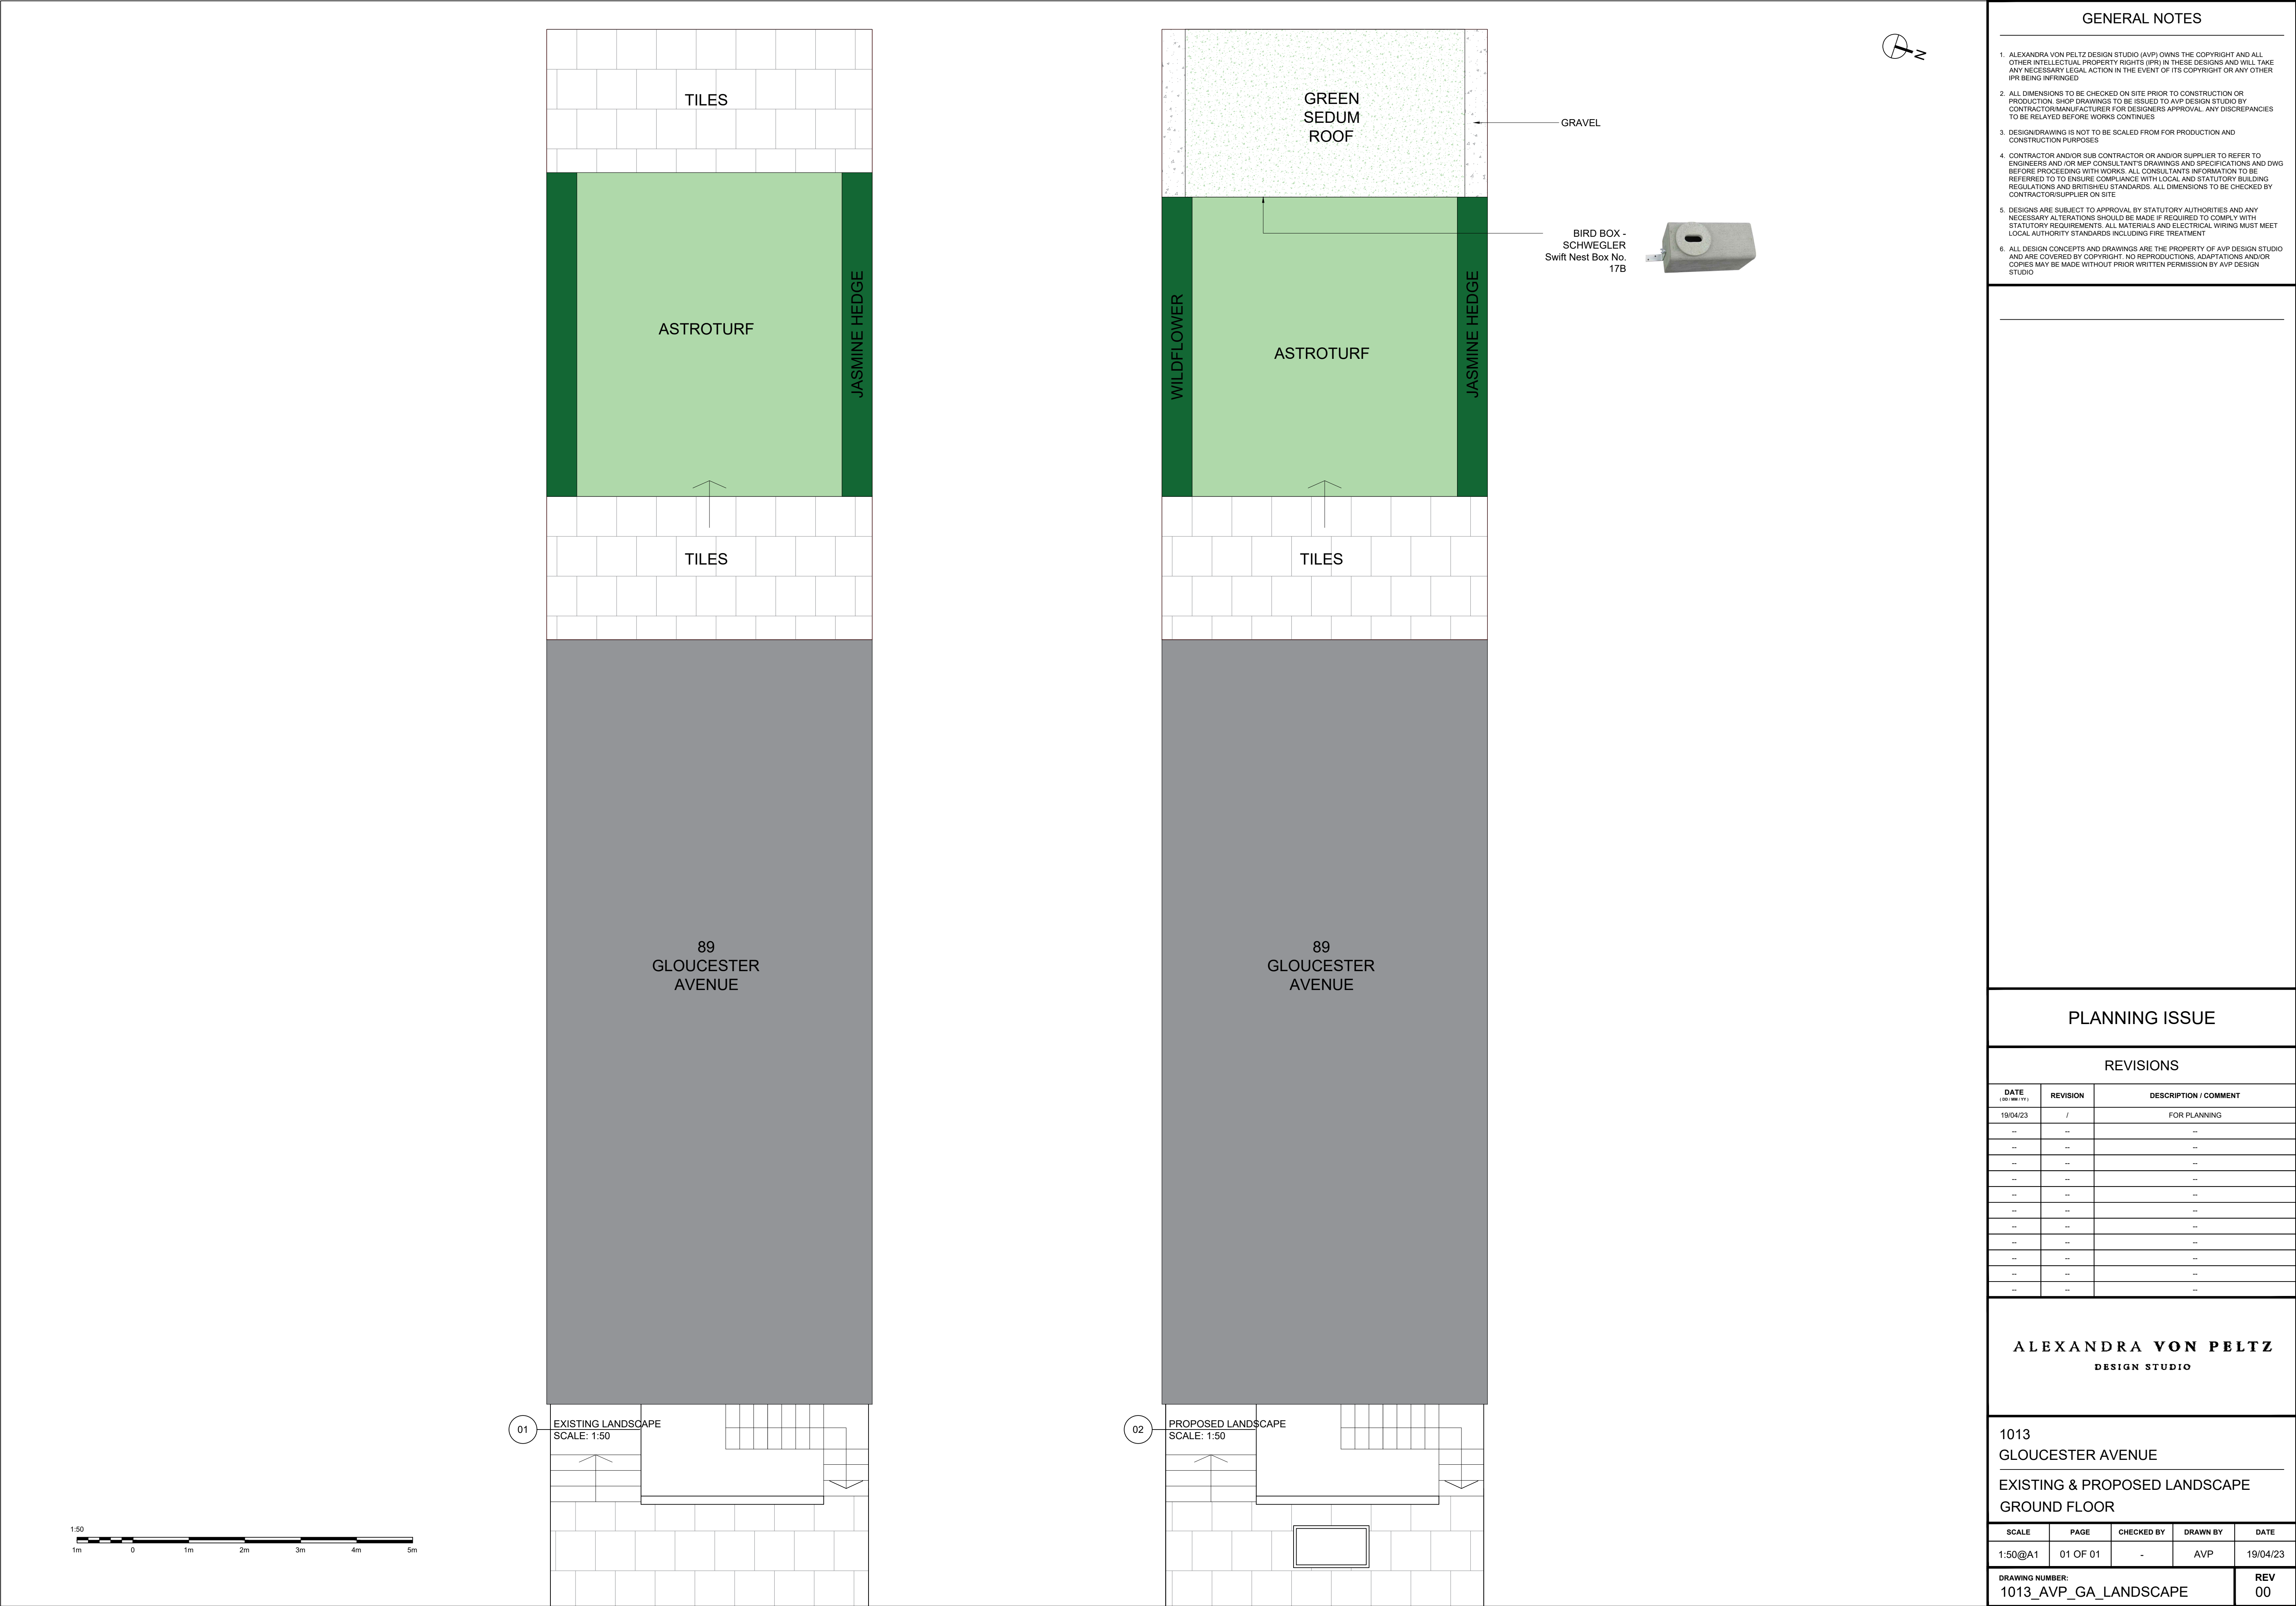 TILES
ASTROTURF
JASMINE HEDGE
TILES
89
GLOUCESTER
AVENUE
01
EXISTING LANDSCAPE
SCALE: 1:50
1:50
1m 0 1m 2m 3m 4m 5m
GREEN
SEDUM
ROOF
GRAVEL
BIRD BOX -
SCHWEGLER
Swift Nest Box No.
17B
WILDFLOWER
ASTROTURF
JASMINE HEDGE
TILES
89
GLOUCESTER
AVENUE
02
PROPOSED LANDSCAPE
SCALE: 1:50
N
GENERAL NOTES
1. ALEXANDRA VON PELTZ DESIGN STUDIO (AVP) OWNS THE COPYRIGHT AND ALL
OTHER INTELLECTUAL PROPERTY RIGHTS (IPR) IN THESE DESIGNS AND WILL TAKE
ANY NECESSARY LEGAL ACTION IN THE EVENT OF ITS COPYRIGHT OR ANY OTHER
IPR BEING INFRINGED
2. ALL DIMENSIONS TO BE CHECKED ON SITE PRIOR TO CONSTRUCTION OR
PRODUCTION. SHOP DRAWINGS TO BE ISSUED TO AVP DESIGN STUDIO BY
CONTRACTOR/MANUFACTURER FOR DESIGNERS APPROVAL. ANY DISCREPANCIES
TO BE RELAYED BEFORE WORKS CONTINUES
3. DESIGN/DRAWING IS NOT TO BE SCALED FROM FOR PRODUCTION AND
CONSTRUCTION PURPOSES
4. CONTRACTOR AND/OR SUB CONTRACTOR OR AND/OR SUPPLIER TO REFER TO
ENGINEERS AND /OR MEP CONSULTANT'S DRAWINGS AND SPECIFICATIONS AND DWG
BEFORE PROCEEDING WITH WORKS. ALL CONSULTANTS INFORMATION TO BE
REFERRED TO TO ENSURE COMPLIANCE WITH LOCAL AND STATUTORY BUILDING
REGULATIONS AND BRITISH/EU STANDARDS. ALL DIMENSIONS TO BE CHECKED BY
CONTRACTOR/SUPPLIER ON SITE
5. DESIGNS ARE SUBJECT TO APPROVAL BY STATUTORY AUTHORITIES AND ANY
NECESSARY ALTERATIONS SHOULD BE MADE IF REQUIRED TO COMPLY WITH
STATUTORY REQUIREMENTS. ALL MATERIALS AND ELECTRICAL WIRING MUST MEET
LOCAL AUTHORITY STANDARDS INCLUDING FIRE TREATMENT
6. ALL DESIGN CONCEPTS AND DRAWINGS ARE THE PROPERTY OF AVP DESIGN STUDIO
AND ARE COVERED BY COPYRIGHT. NO REPRODUCTIONS, ADAPTATIONS AND/OR
COPIES MAY BE MADE WITHOUT PRIOR WRITTEN PERMISSION BY AVP DESIGN
STUDIO
PLANNING ISSUE
REVISIONS
DATE REVISION DESCRIPTION / COMMENT
( DD / MM / YY )
19/04/23 / FOR PLANNING
-- -- --
-- -- --
-- -- --
-- -- --
-- -- --
-- -- --
-- -- --
-- -- --
-- -- --
-- -- --
-- -- --
ALEXANDRA VON PELTZ
DESIGN STUDIO
1013
GLOUCESTER AVENUE
EXISTING & PROPOSED LANDSCAPE
GROUND FLOOR
SCALE PAGE CHECKED BY DRAWN BY DATE
1:50@A1 01 OF 01 - AVP 19/04/23
DRAWING NUMBER: REV
1013_AVP_GA_LANDSCAPE 00